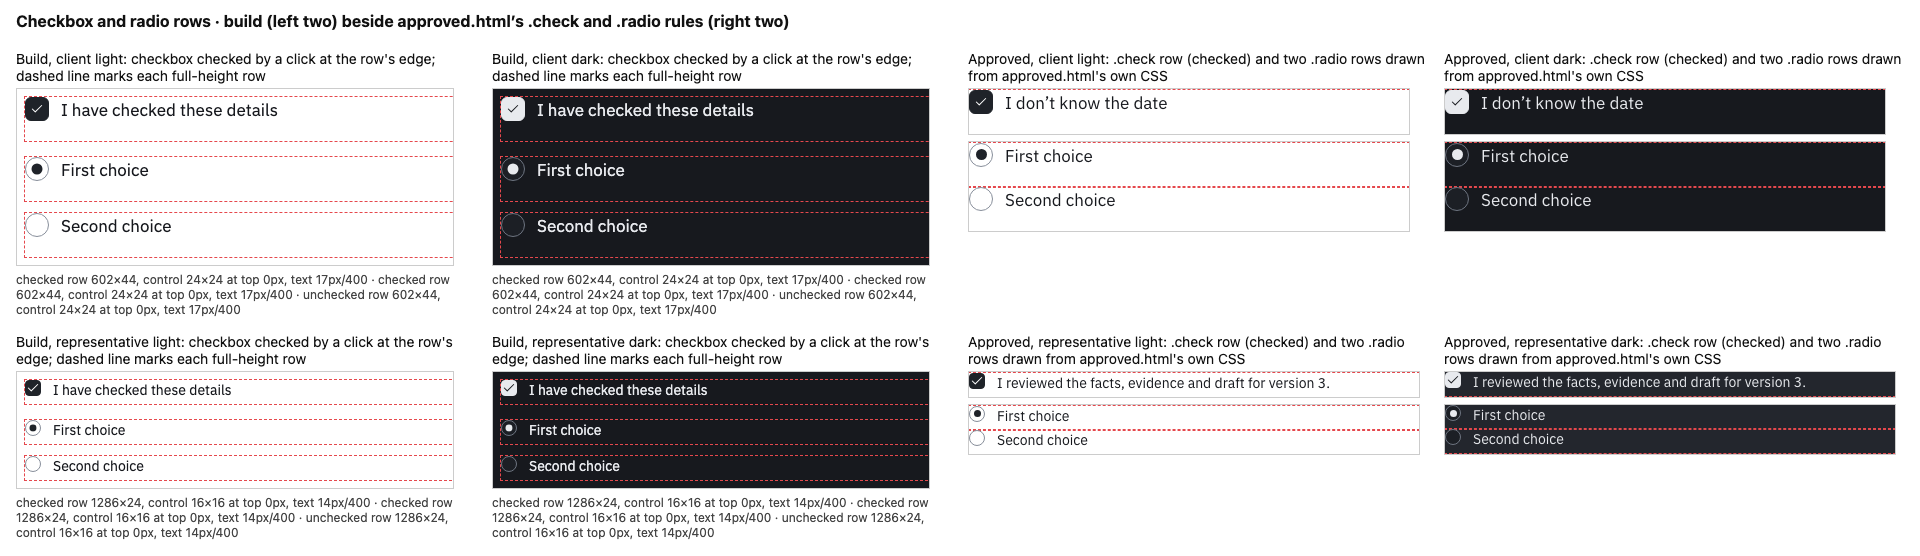 Checkbox and radio rows · build (left two) beside approved.html’s .check and .radio rules (right two)
Build, client light: checkbox checked by a click at the row's edge;
dashed line marks each full-height row
I have checked these details
First choice
Second choice
checked row 602×44, control 24×24 at top 0px, text 17px/400 · checked row
602×44, control 24×24 at top 0px, text 17px/400 · unchecked row 602×44,
control 24×24 at top 0px, text 17px/400
Build, client dark: checkbox checked by a click at the row's edge;
dashed line marks each full-height row
I have checked these details
First choice
Second choice
checked row 602×44, control 24×24 at top 0px, text 17px/400 · checked row
602×44, control 24×24 at top 0px, text 17px/400 · unchecked row 602×44,
control 24×24 at top 0px, text 17px/400
Approved, client light: .check row (checked) and two .radio rows drawn
from approved.html's own CSS
I don’t know the date
First choice
Second choice
Approved, client dark: .check row (checked) and two .radio rows drawn
from approved.html's own CSS
I don’t know the date
First choice
Second choice
Build, representative light: checkbox checked by a click at the row's
edge; dashed line marks each full-height row
I have checked these details
First choice
Second choice
checked row 1286×24, control 16×16 at top 0px, text 14px/400 · checked row
1286×24, control 16×16 at top 0px, text 14px/400 · unchecked row 1286×24,
control 16×16 at top 0px, text 14px/400
Build, representative dark: checkbox checked by a click at the row's
edge; dashed line marks each full-height row
I have checked these details
First choice
Second choice
checked row 1286×24, control 16×16 at top 0px, text 14px/400 · checked row
1286×24, control 16×16 at top 0px, text 14px/400 · unchecked row 1286×24,
control 16×16 at top 0px, text 14px/400
Approved, representative light: .check row (checked) and two .radio
rows drawn from approved.html's own CSS
I reviewed the facts, evidence and draft for version 3.
First choice
Second choice
Approved, representative dark: .check row (checked) and two .radio
rows drawn from approved.html's own CSS
I reviewed the facts, evidence and draft for version 3.
First choice
Second choice